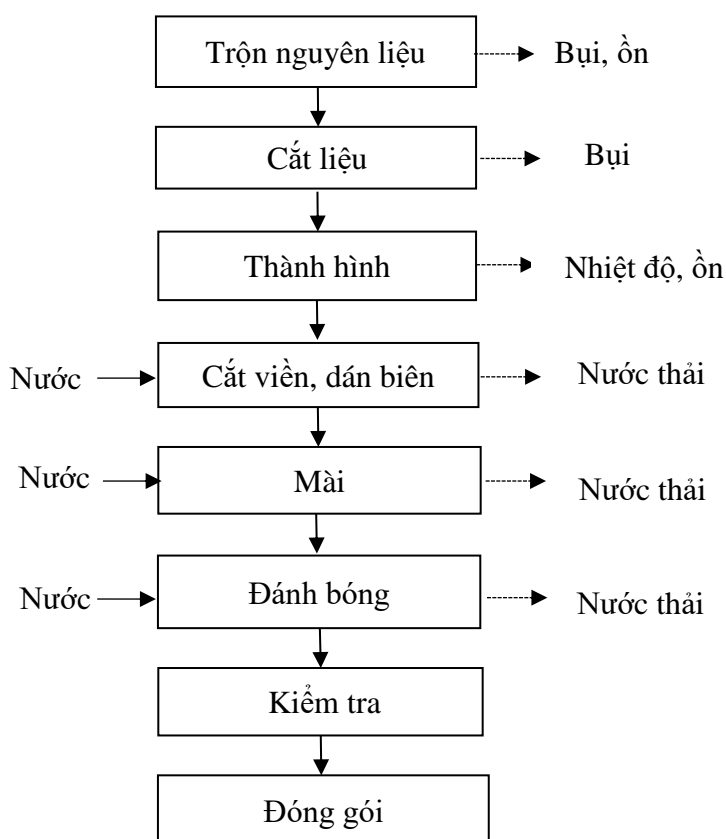 Trộn nguyên liệu
Bụi, ồn
Cắt liệu
Bụi
Thành hình
Nhiệt độ, ồn
Nước
Cắt viền, dán biên
Nước thải
Nước
Mài
Nước thải
Nước
Đánh bóng
Nước thải
Kiểm tra
Đóng gói